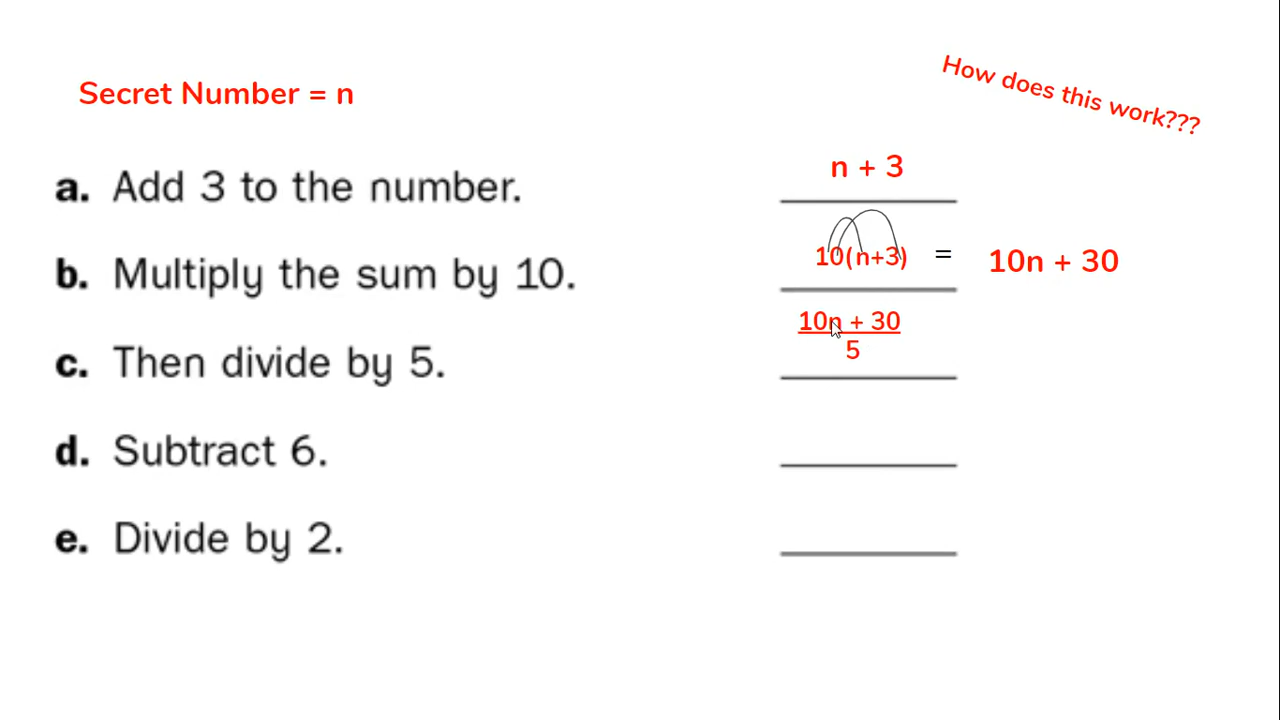 How does this work???
Secret Number = n
n + 3
a. Add 3 to the number.
10(n+3) = 10n + 30
b. Multiply the sum by 10.
10n + 30
5
c. Then divide by 5.
d. Subtract 6.
e. Divide by 2.